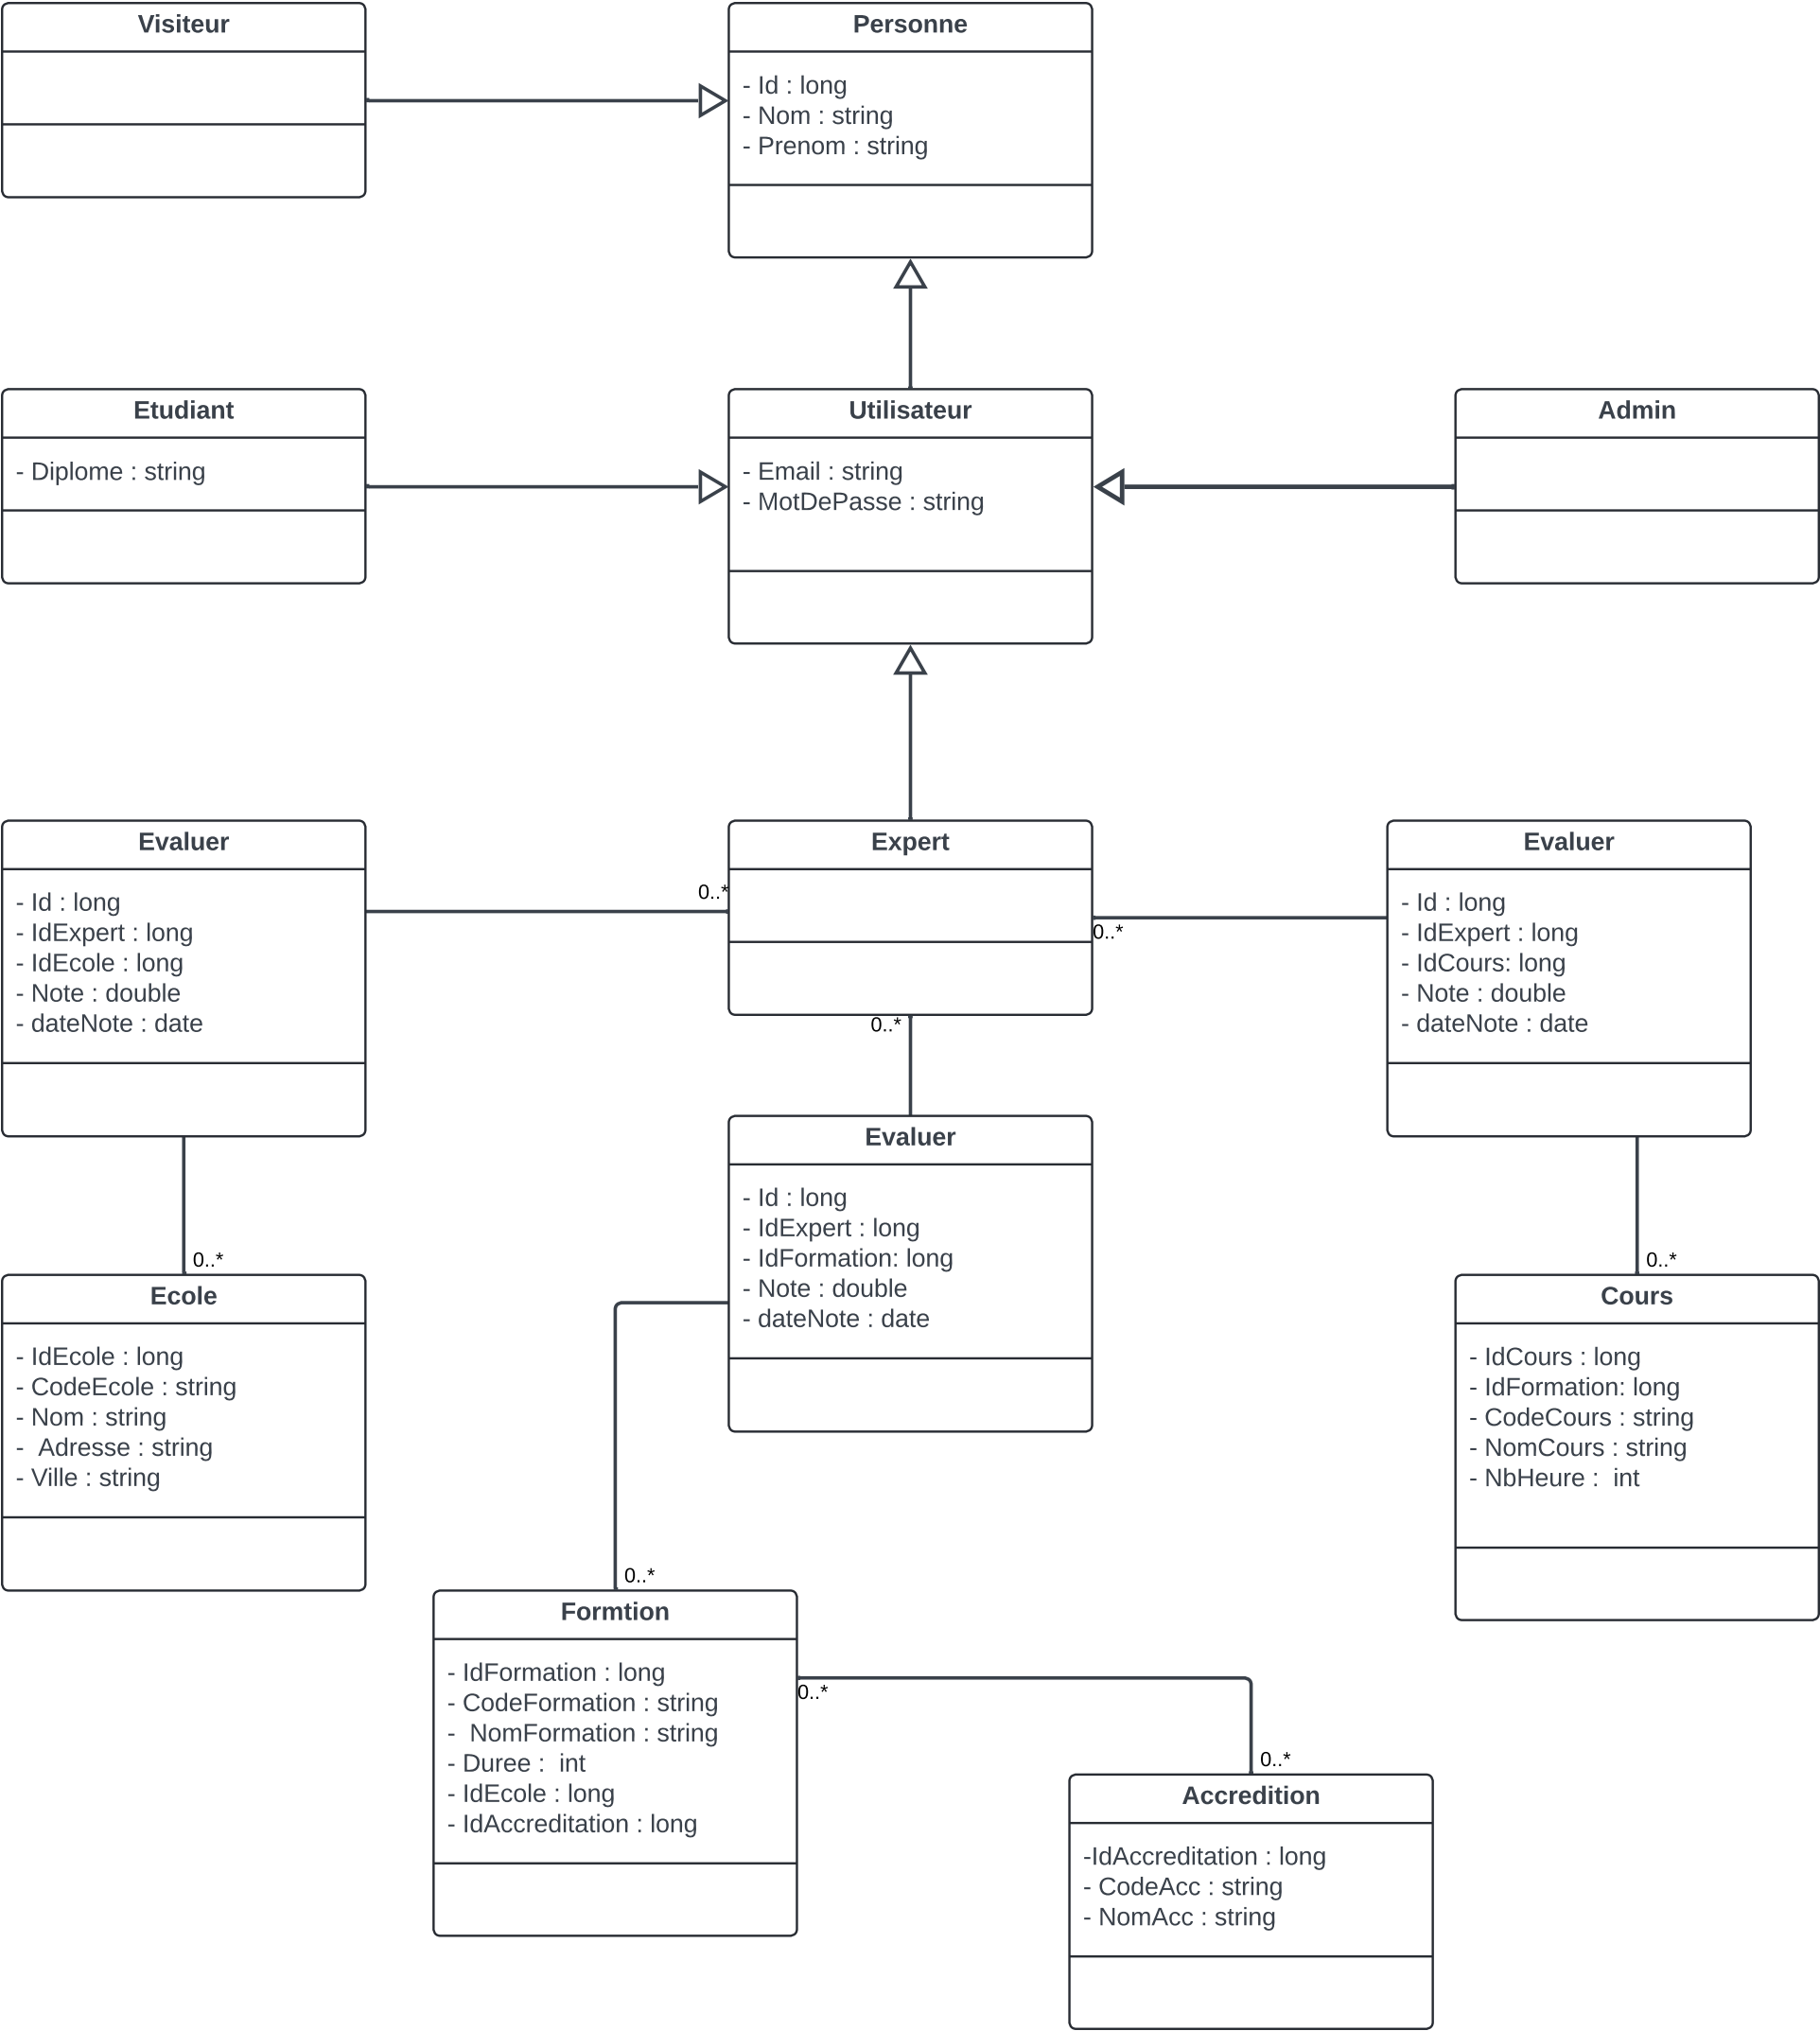 Visiteur
Personne
- Id : long
- Nom : string
- Prenom : string
Etudiant
- Diplome : string
Utilisateur
- Email : string
- MotDePasse : string
Admin
Evaluer
- Id : long
- IdExpert : long
- IdEcole : long
- Note : double
- dateNote : date
0..*
Expert
0..*
0..*
Evaluer
- Id : long
- IdExpert : long
- IdCours: long
- Note : double
- dateNote : date
Evaluer
- Id : long
- IdExpert : long
- IdFormation: long
- Note : double
- dateNote : date
0..*
Ecole
- IdEcole : long
- CodeEcole : string
- Nom : string
-  Adresse : string
- Ville : string
0..*
Cours
- IdCours : long
- IdFormation: long
- CodeCours : string
- NomCours : string
- NbHeure :  int
0..*
Formtion
- IdFormation : long
- CodeFormation : string
-  NomFormation : string
- Duree :  int
- IdEcole : long
- IdAccreditation : long
0..*
0..*
Accredition
-IdAccreditation : long
- CodeAcc : string
- NomAcc : string